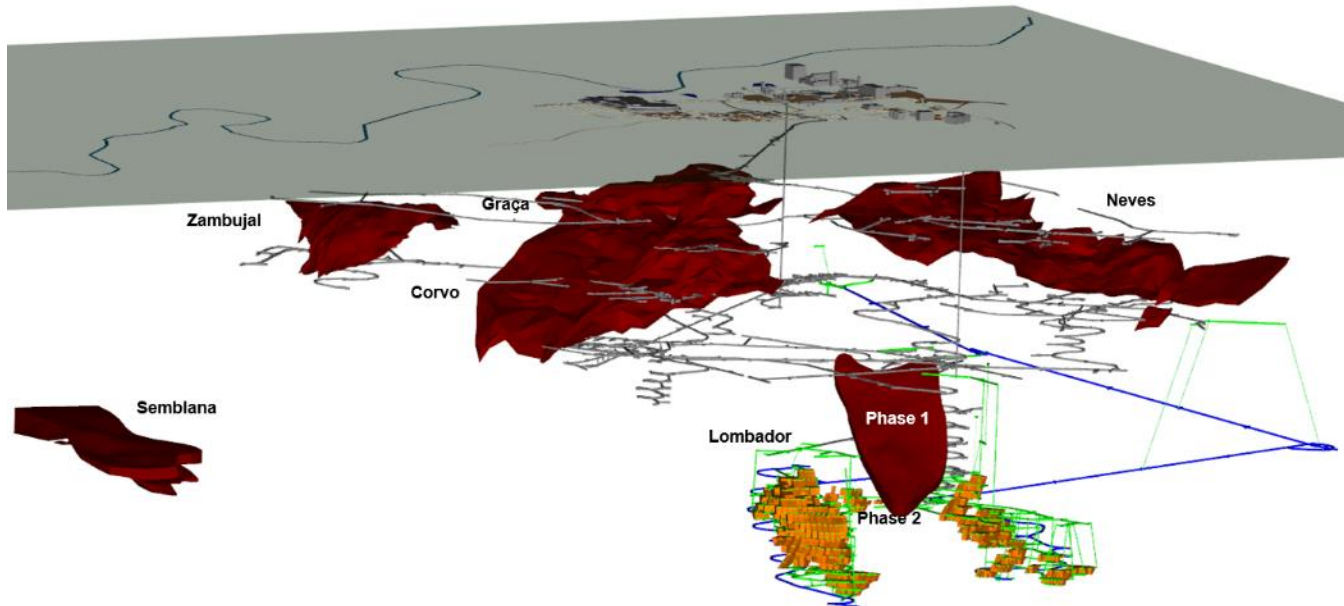 Zambujal
Graça
Neves
Corvo
Semblana
Lombador
Phase 1
Phase 2